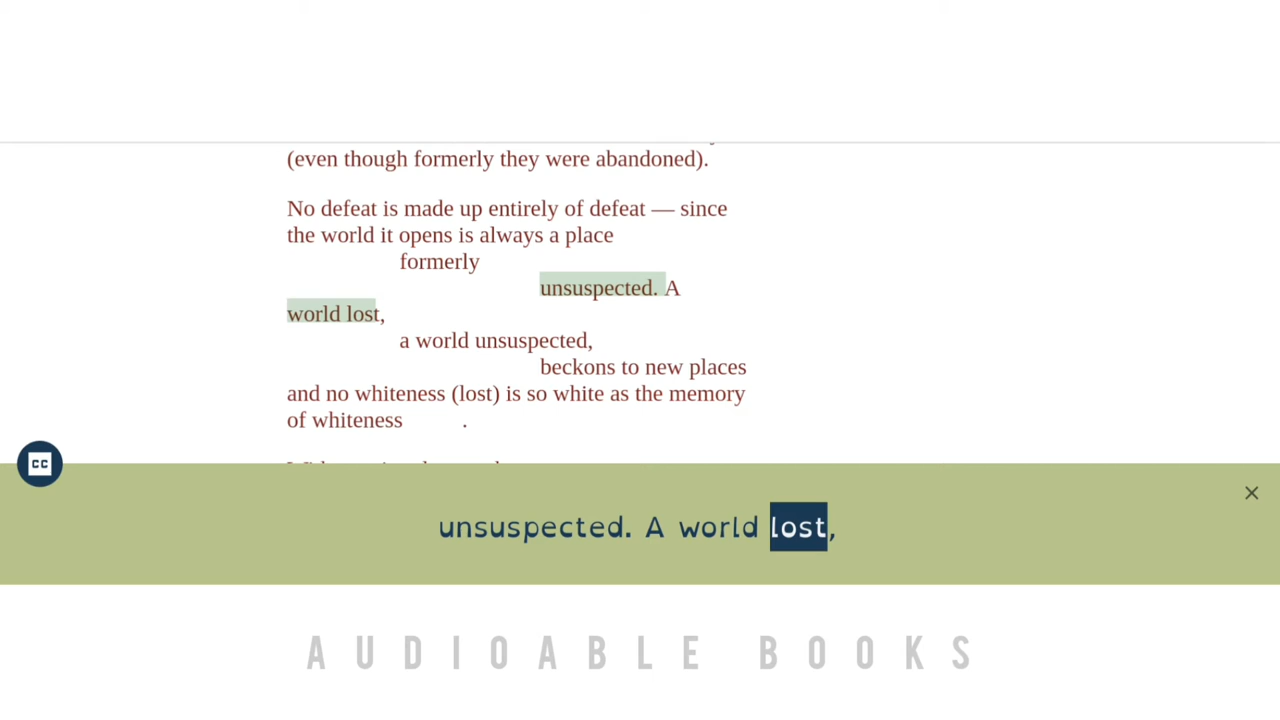 (even though formerly they were abandoned).
No defeat is made up entirely of defeat — since
the world it opens is always a place
formerly
unsuspected. A
world lost,
a world unsuspected,
beckons to new places
and no whiteness (lost) is so white as the memory
of whiteness .
CC
unsuspected. A world lost,
AUDIOABLE BOOKS